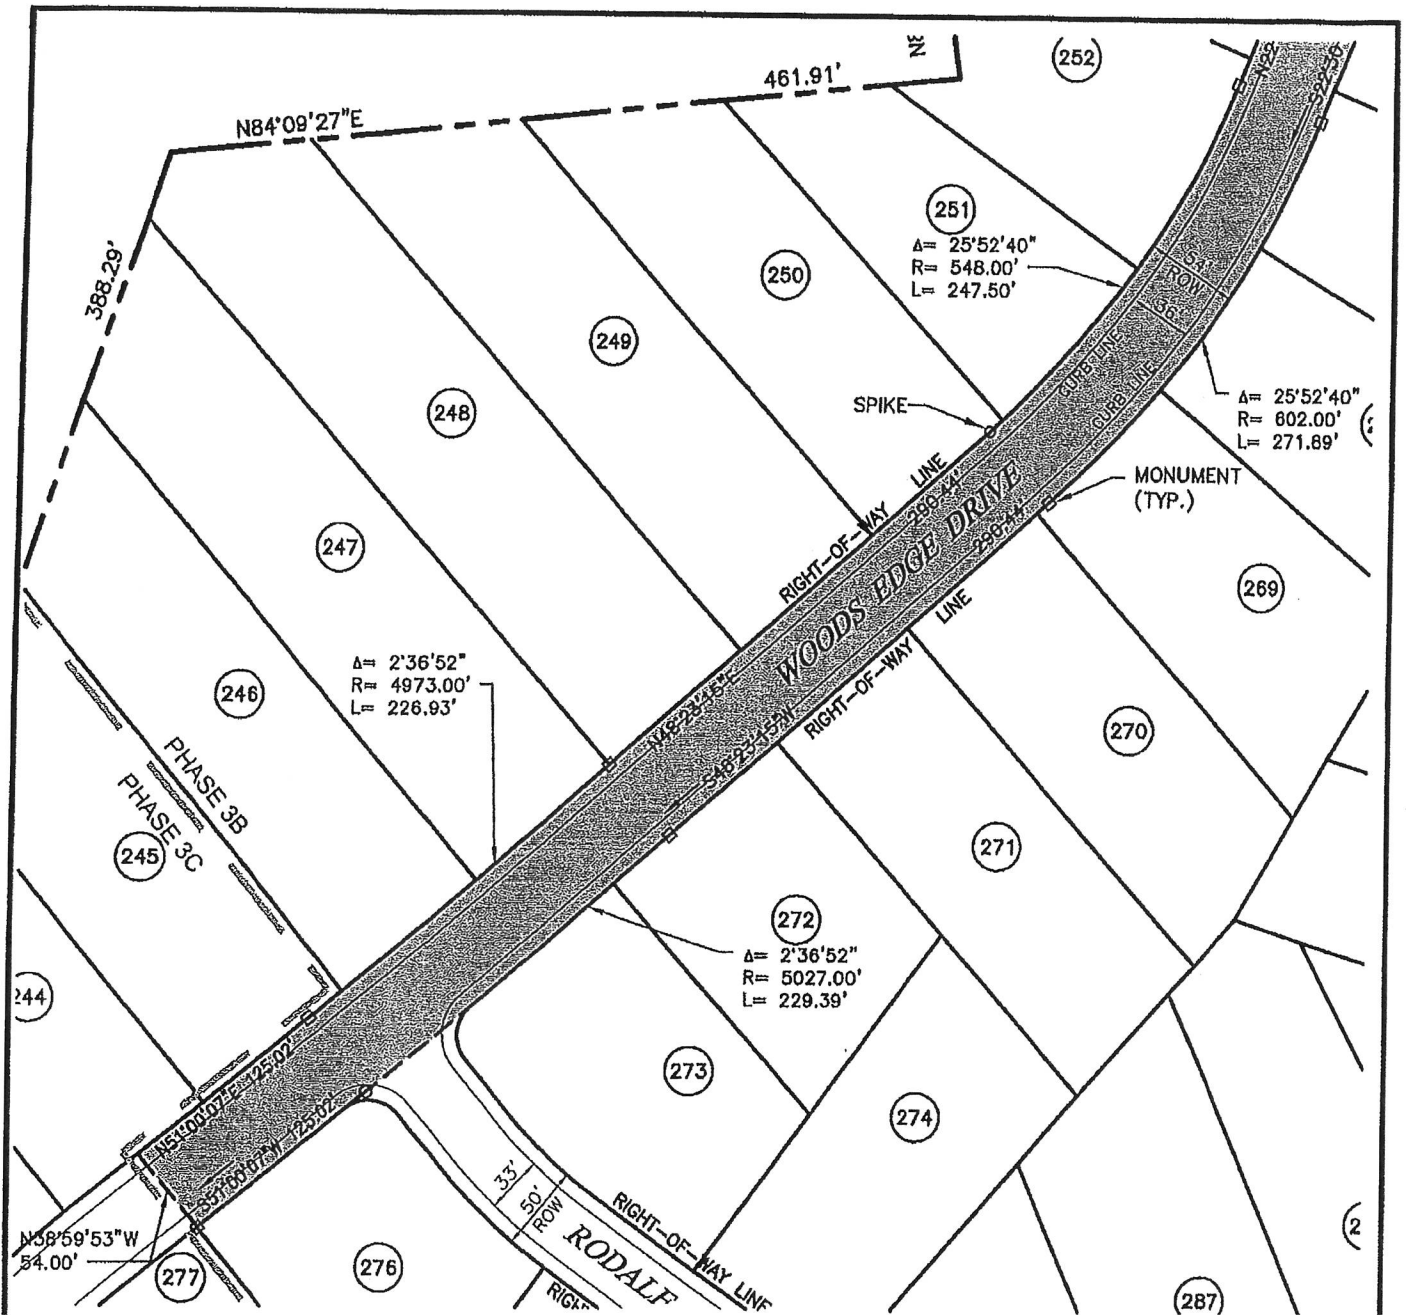 252
461.91'
N84°09'27"E
388.29'
251
Δ= 25°52'40"
R= 548.00'
L= 247.50'
250
249
248
247
246
245
244
54'
ROW
36'
CURB LINE
CURB LINE
SPIKE
Δ= 25°52'40"
R= 602.00'
L= 271.89'
MONUMENT
(TYP.)
RIGHT-OF-WAY LINE
290.44'
WOODS EDGE DRIVE
290.44'
RIGHT-OF-WAY LINE
N48°23'15"E
S48°23'15"W
269
270
271
272
273
274
Δ= 2°36'52"
R= 4973.00'
L= 226.93'
PHASE 3B
PHASE 3C
Δ= 2°36'52"
R= 5027.00'
L= 229.39'
N51°00'07"E 125.02'
S51°00'07"W 125.02'
N38°59'53"W
54.00'
277
276
33'
50'
ROW
RIGHT-OF-WAY LINE
287